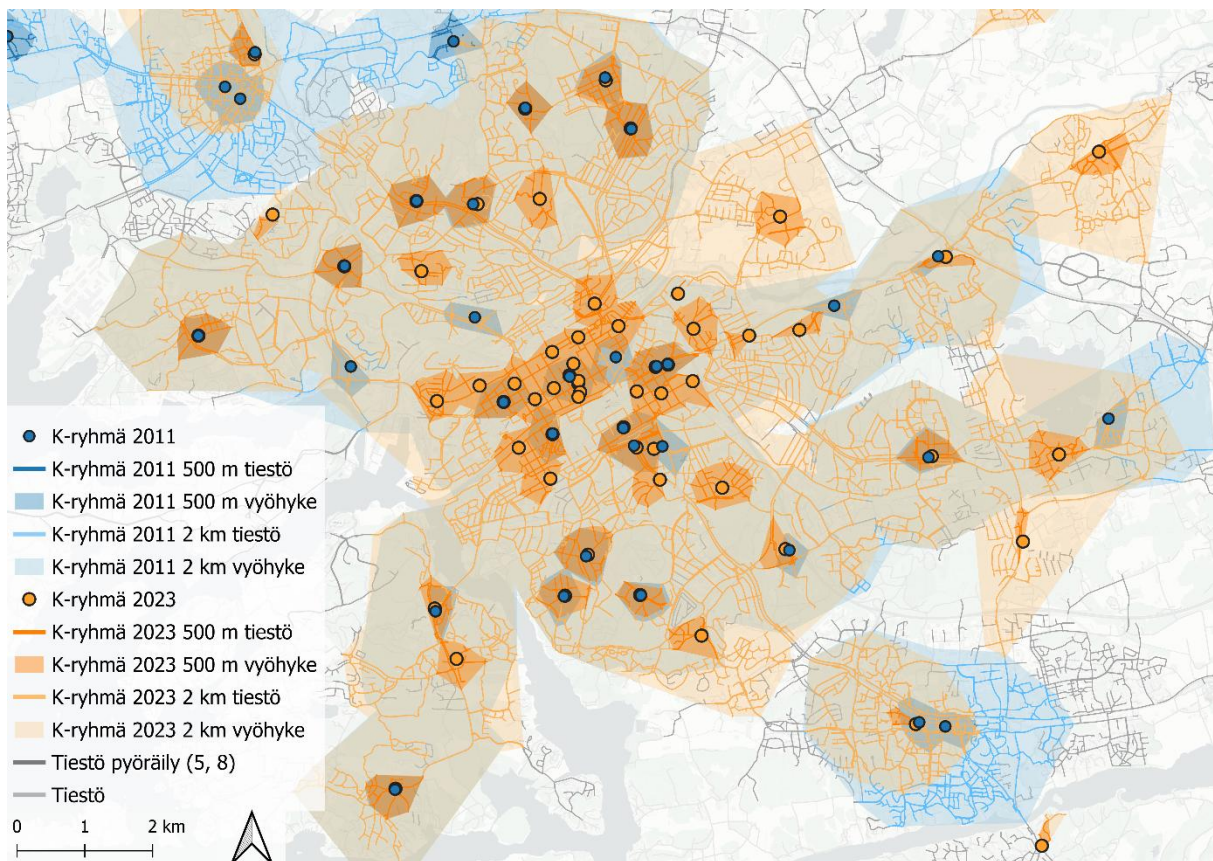 K-ryhmä 2011
K-ryhmä 2011 500 m tiestö
K-ryhmä 2011 500 m vyöhyke
K-ryhmä 2011 2 km tiestö
K-ryhmä 2011 2 km vyöhyke
K-ryhmä 2023
K-ryhmä 2023 500 m tiestö
K-ryhmä 2023 500 m vyöhyke
K-ryhmä 2023 2 km tiestö
K-ryhmä 2023 2 km vyöhyke
Tiestö pyöräily (5, 8)
Tiestö
0 1 2 km